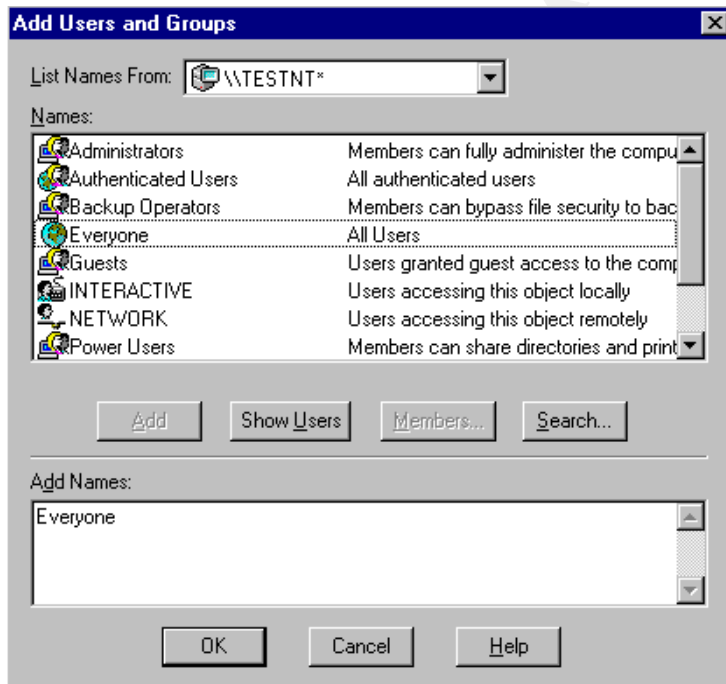 Add Users and Groups
List Names From: \\TESTNT*
Names:
Administrators Members can fully administer the compu
Authenticated Users All authenticated users
Backup Operators Members can bypass file security to bac
Everyone All Users
Guests Users granted guest access to the comp
INTERACTIVE Users accessing this object locally
NETWORK Users accessing this object remotely
Power Users Members can share directories and print
Add Show Users Members... Search...
Add Names:
Everyone
OK Cancel Help